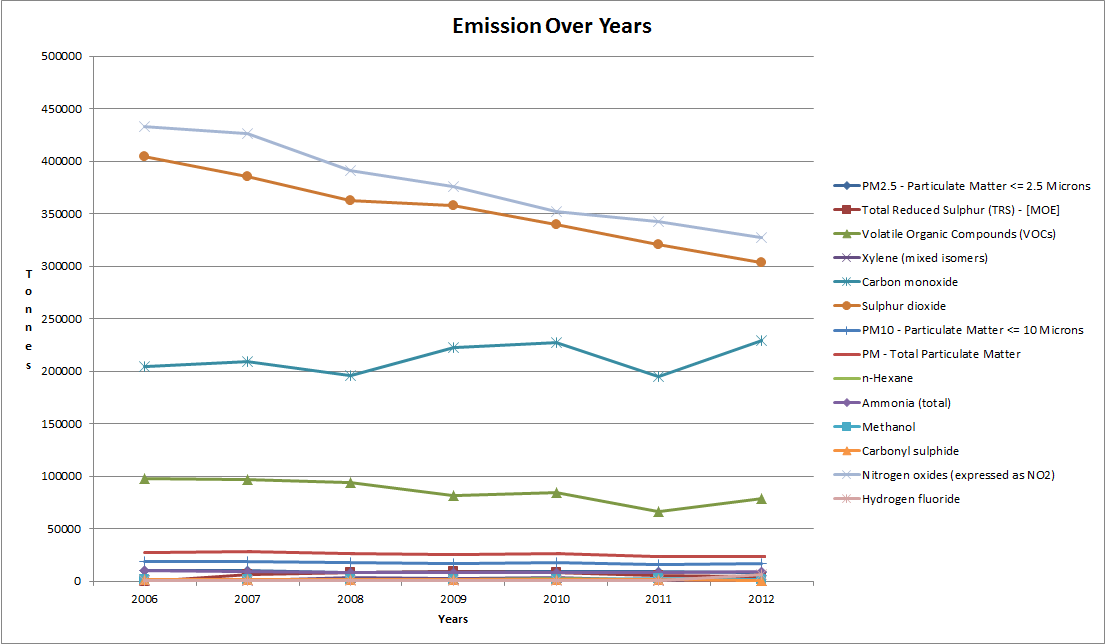 Emission Over Years
500000
450000
400000
350000
300000
250000
200000
150000
100000
50000
0
Tonnes
2006 2007 2008 2009 2010 2011 2012
Years
PM2.5 - Particulate Matter <= 2.5 Microns
Total Reduced Sulphur (TRS) - [MOE]
Volatile Organic Compounds (VOCs)
Xylene (mixed isomers)
Carbon monoxide
Sulphur dioxide
PM10 - Particulate Matter <= 10 Microns
PM - Total Particulate Matter
n-Hexane
Ammonia (total)
Methanol
Carbonyl sulphide
Nitrogen oxides (expressed as NO2)
Hydrogen fluoride